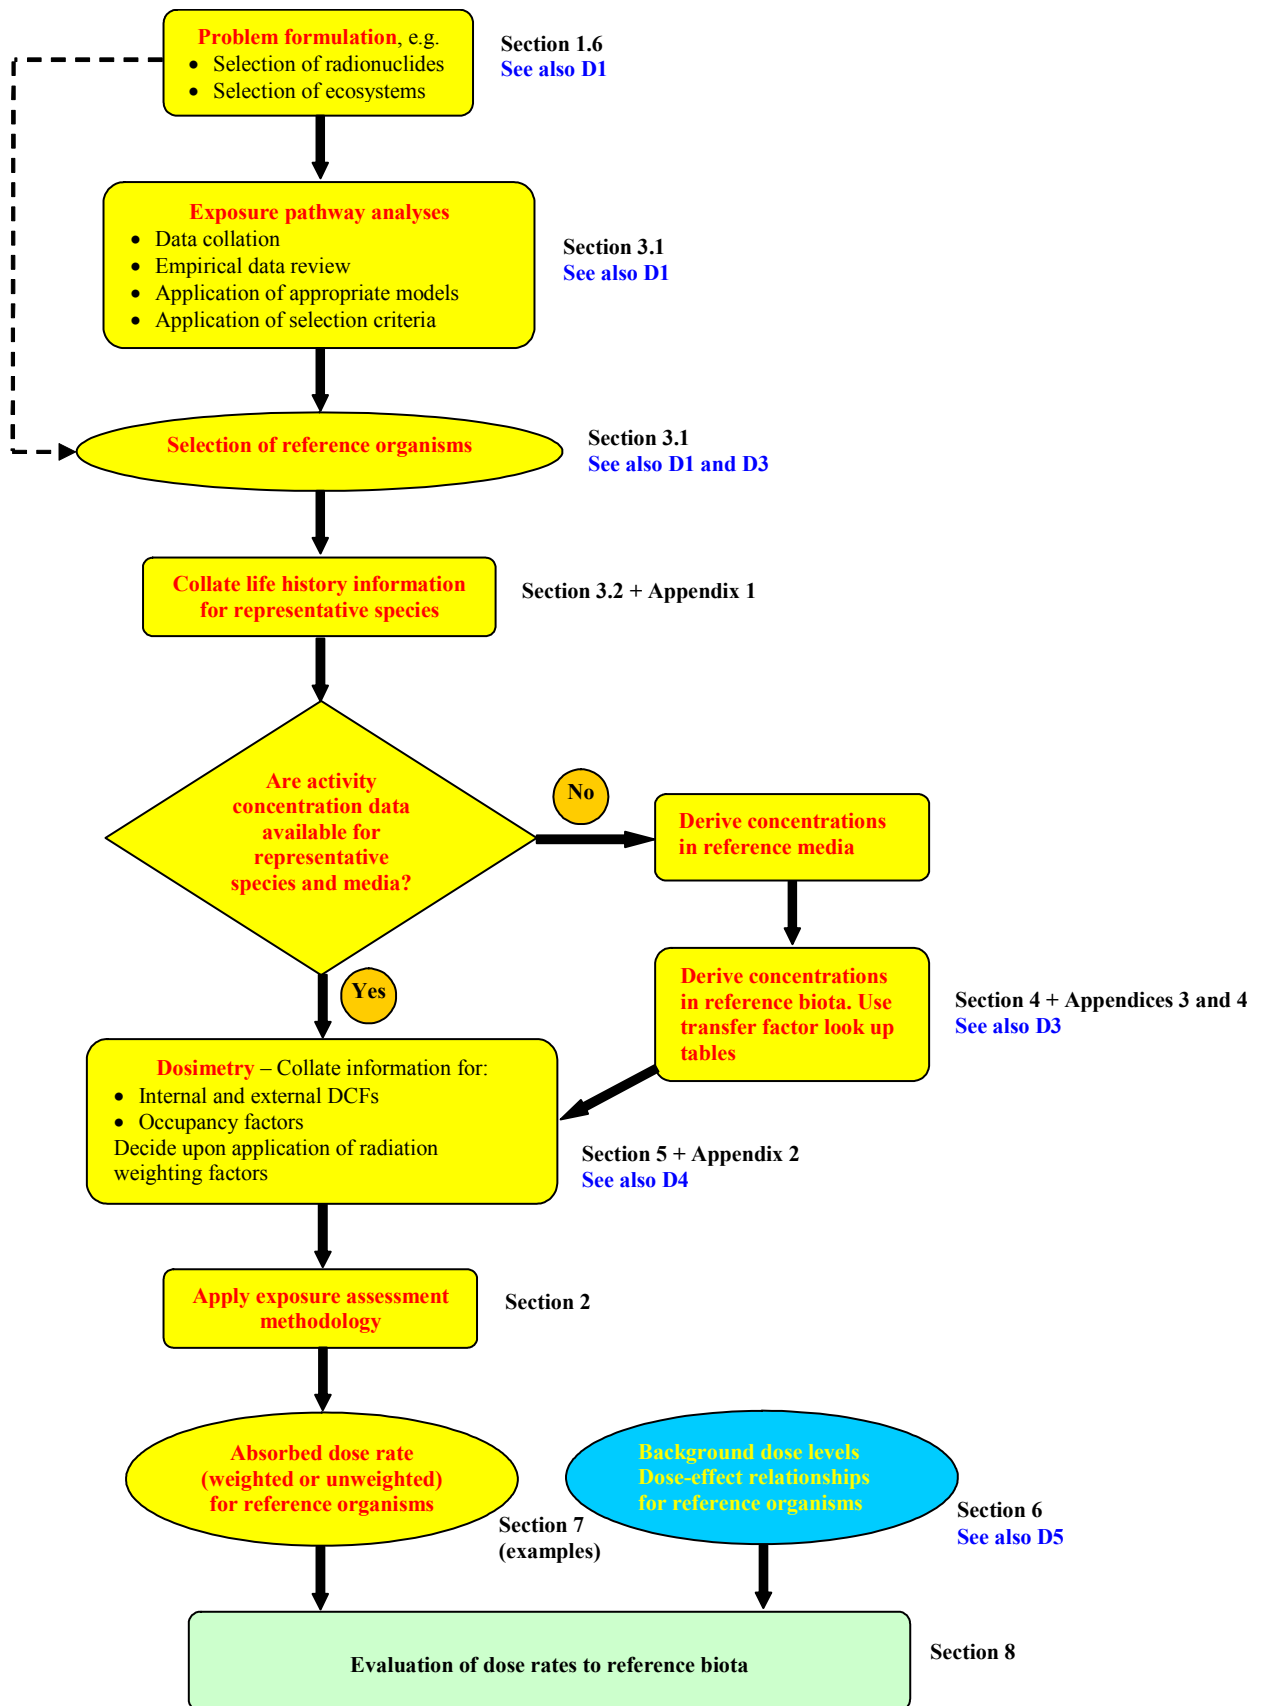 Problem formulation, e.g.
• Selection of radionuclides
• Selection of ecosystems
Section 1.6
See also D1
Exposure pathway analyses
• Data collation
• Empirical data review
• Application of appropriate models
• Application of selection criteria
Section 3.1
See also D1
Selection of reference organisms
Section 3.1
See also D1 and D3
Collate life history information
for representative species
Section 3.2 + Appendix 1
Are activity
concentration data
available for
representative
species and media?
No
Derive concentrations
in reference media
Yes
Derive concentrations
in reference biota. Use
transfer factor look up
tables
Section 4 + Appendices 3 and 4
See also D3
Dosimetry – Collate information for:
• Internal and external DCFs
• Occupancy factors
Decide upon application of radiation
weighting factors
Section 5 + Appendix 2
See also D4
Apply exposure assessment
methodology
Section 2
Absorbed dose rate
(weighted or unweighted)
for reference organisms
Section 7
(examples)
Background dose levels
Dose-effect relationships
for reference organisms
Section 6
See also D5
Evaluation of dose rates to reference biota
Section 8